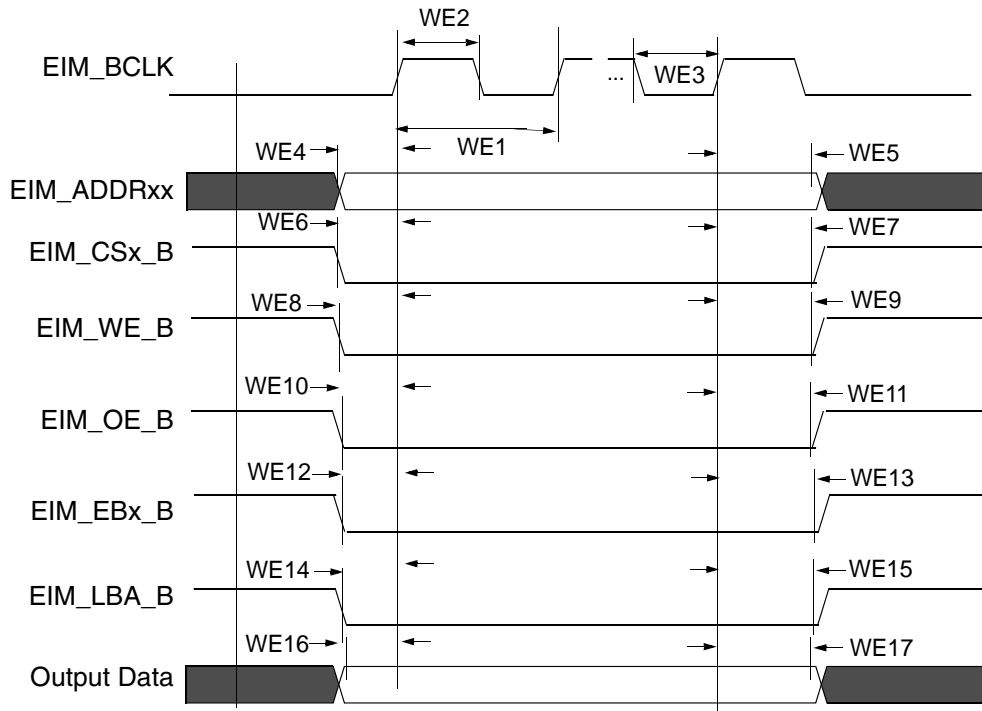 WE2
EIM_BCLK
...
WE3
WE4
WE1
WE5
EIM_ADDRxx
WE6
WE7
EIM_CSx_B
WE8
WE9
EIM_WE_B
WE10
WE11
EIM_OE_B
WE12
WE13
EIM_EBx_B
WE14
WE15
EIM_LBA_B
WE16
WE17
Output Data